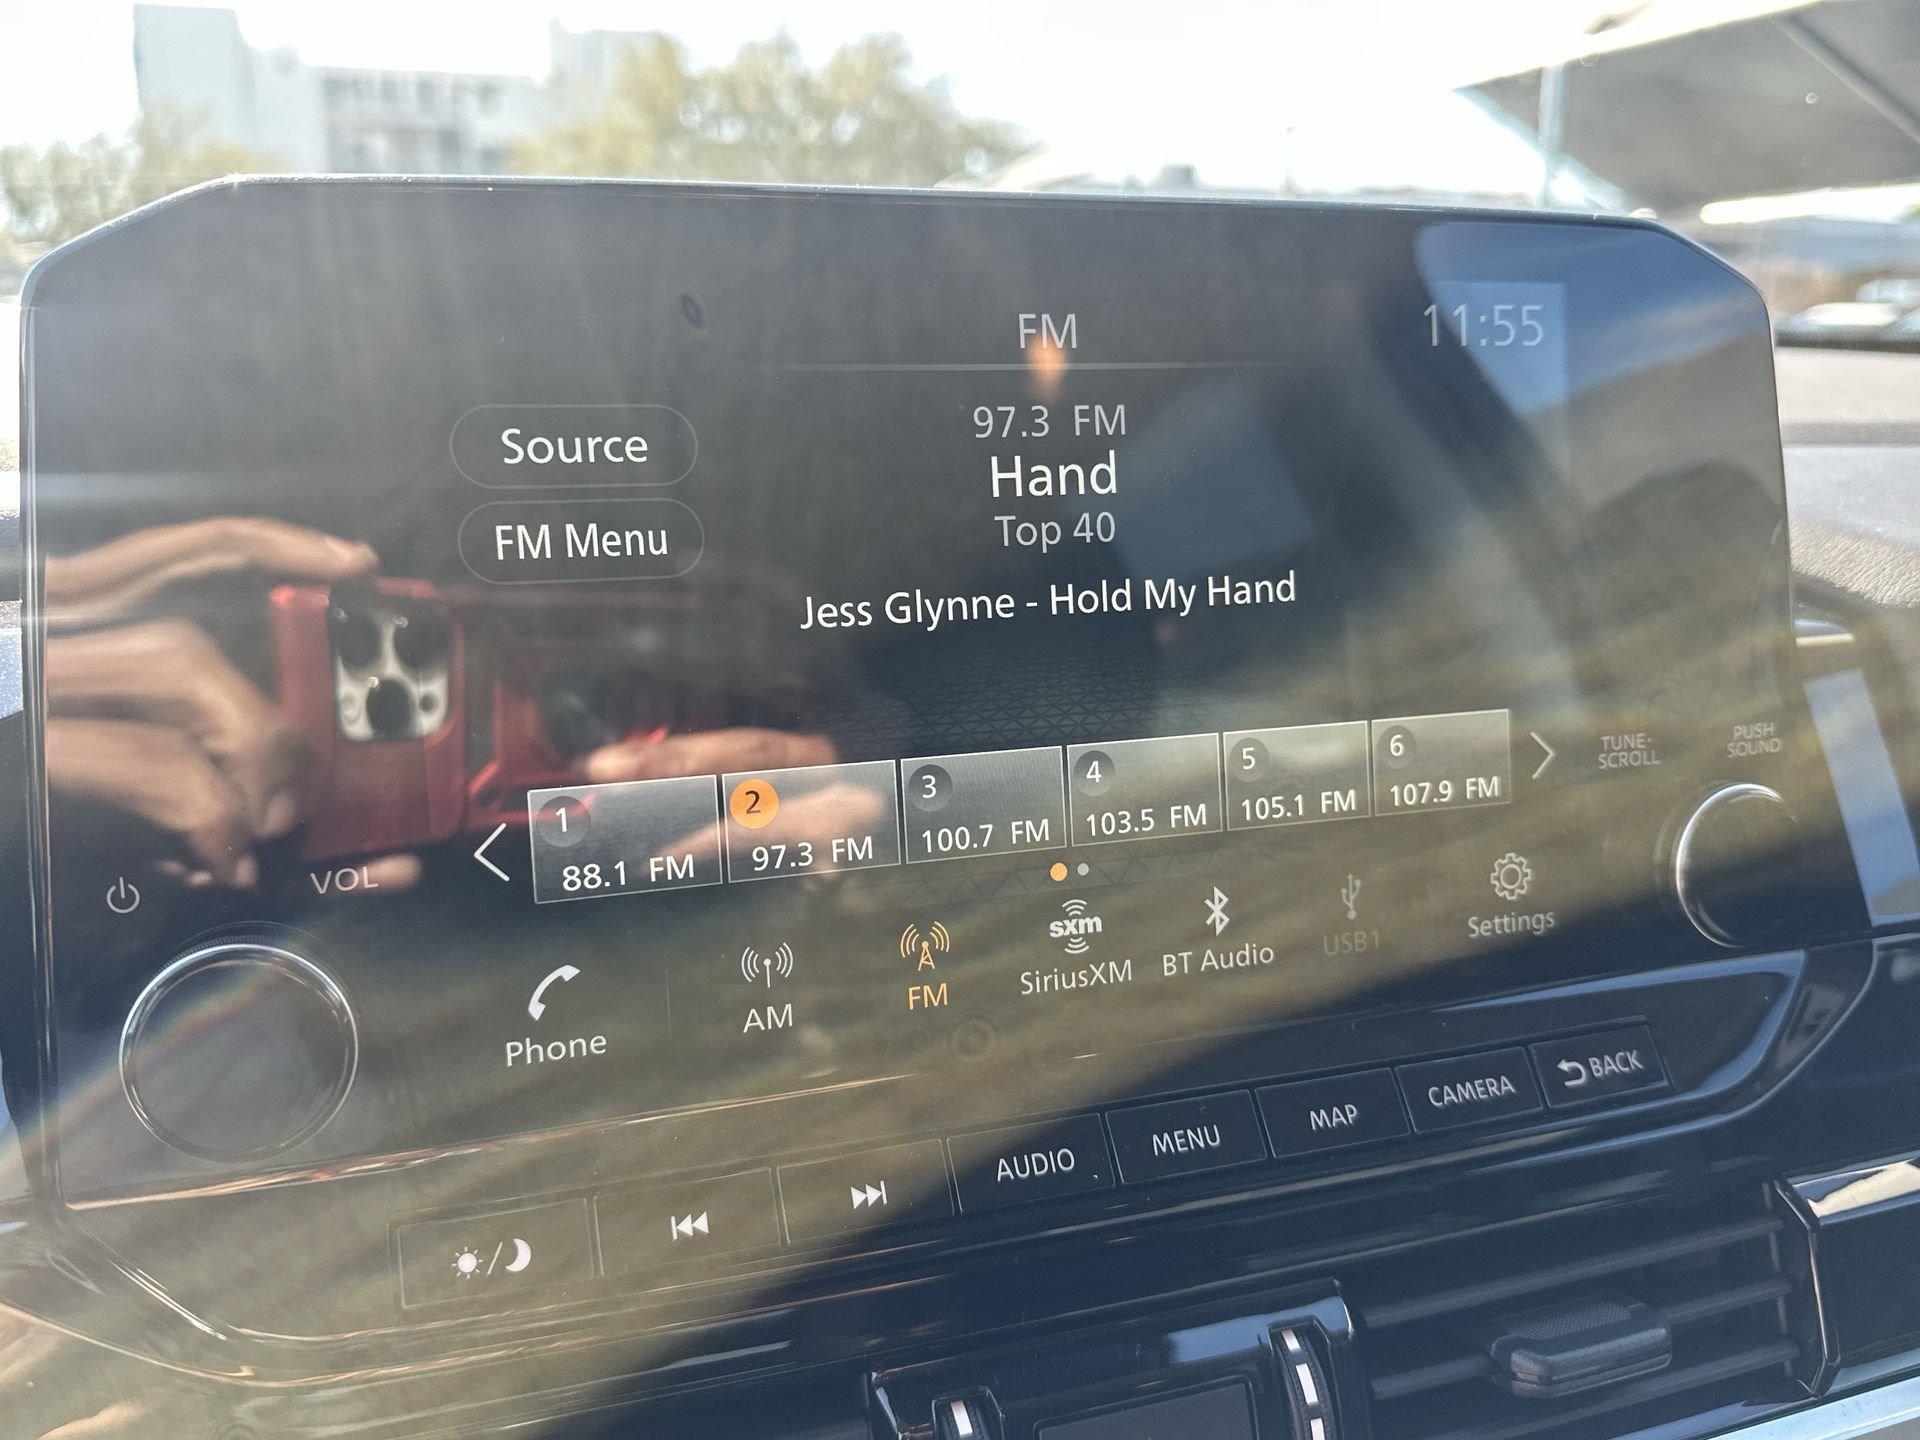 FM
11:55
Source
97.3 FM
Hand
FM Menu
Top 40
Jess Glynne - Hold My Hand
1
88.1 FM
2
97.3 FM
3
100.7 FM
4
103.5 FM
5
105.1 FM
6
107.9 FM
TUNE-
SCROLL
PUSH
SOUND
VOL
Phone
AM
FM
sxm
SiriusXM
BT Audio
USB1
Settings
AUDIO
MENU
MAP
CAMERA
BACK